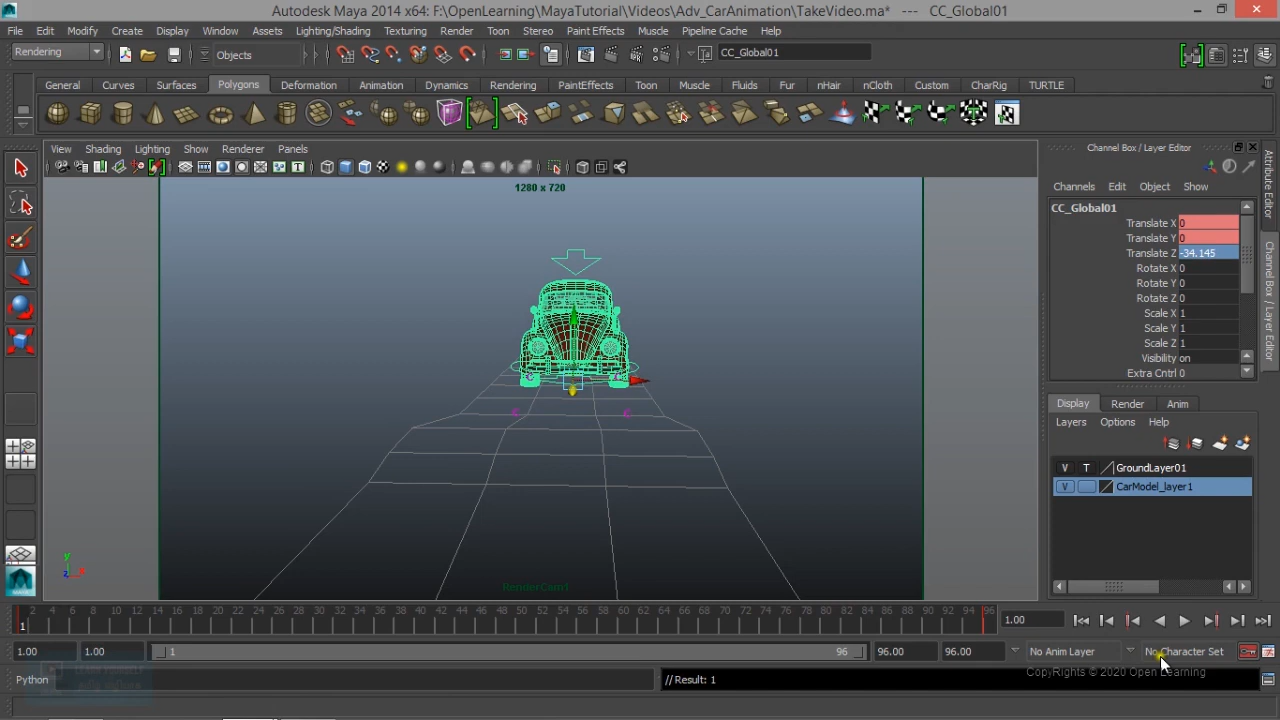 Autodesk Maya 2014 x64: F:\OpenLearning\MayaTutorial\Videos\Adv_CarAnimation\TakeVideo.ma* --- CC_Global01
File Edit Modify Create Display Window Assets Lighting/Shading Texturing Render Toon Stereo Paint Effects Muscle Pipeline Cache Help
Rendering Objects CC_Global01
General Curves Surfaces Polygons Deformation Animation Dynamics Rendering PaintEffects Toon Muscle Fluids Fur nHair nCloth Custom CharRig TURTLE
View Shading Lighting Show Renderer Panels
Channel Box / Layer Editor
Channels Edit Object Show
CC_Global01
Translate X 0
Translate Y 0
Translate Z -34.145
Rotate X 0
Rotate Y 0
Rotate Z 0
Scale X 1
Scale Y 1
Scale Z 1
Visibility on
Extra Cntrl 0
Attribute Editor
Channel Box / Layer Editor
1280 x 720
RenderCam1
y
z x
Display Render Anim
Layers Options Help
V T GroundLayer01
V CarModel_layer1
2 4 6 8 10 12 14 16 18 20 22 24 26 28 30 32 34 36 38 40 42 44 46 48 50 52 54 56 58 60 62 64 66 68 70 72 74 76 78 80 82 84 86 88 90 92 94 96
1 1.00
1.00 1.00 1 96 96.00 96.00 No Anim Layer No Character Set
Python // Result: 1
CopyRights © 2020 Open Learning